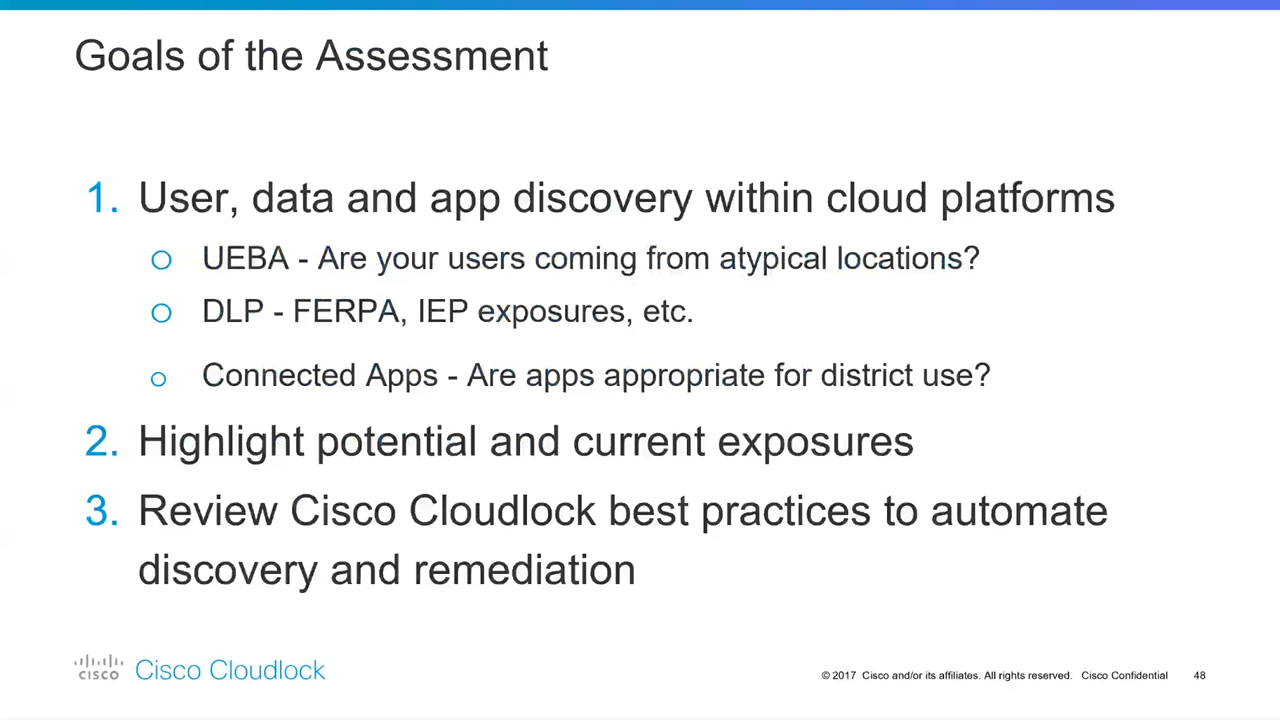 Goals of the Assessment
1. User, data and app discovery within cloud platforms
○ UEBA - Are your users coming from atypical locations?
○ DLP - FERPA, IEP exposures, etc.
○ Connected Apps - Are apps appropriate for district use?
2. Highlight potential and current exposures
3. Review Cisco Cloudlock best practices to automate
discovery and remediation
CISCO Cisco Cloudlock
© 2017 Cisco and/or its affiliates. All rights reserved. Cisco Confidential 48